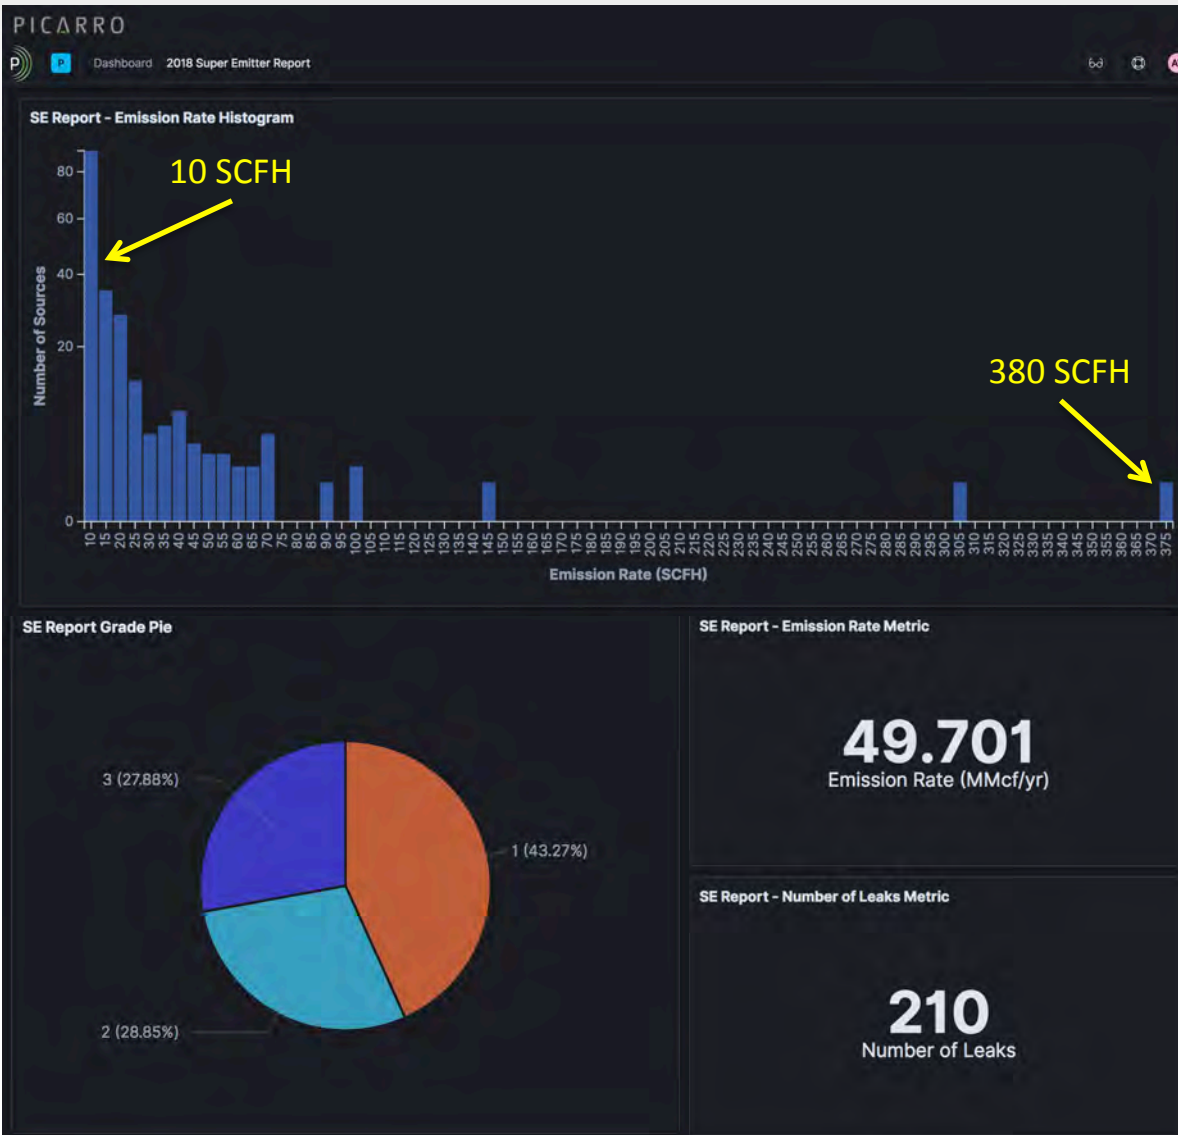 PICARRO
P
P
Dashboard
2018 Super Emitter Report
A
SE Report - Emission Rate Histogram
10 SCFH
380 SCFH
Number of Sources
80
60
40
20
0
10 15 20 25 30 35 40 45 50 55 60 65 70 75 80 85 90 95 100 105 110 115 120 125 130 135 140 145 150 155 160 165 170 175 180 185 190 195 200 205 210 215 220 225 230 235 240 245 250 255 260 265 270 275 280 285 290 295 300 305 310 315 320 325 330 335 340 345 350 355 360 365 370 375
Emission Rate (SCFH)
SE Report Grade Pie
3 (27.88%)
1 (43.27%)
2 (28.85%)
SE Report - Emission Rate Metric
49.701
Emission Rate (MMcf/yr)
SE Report - Number of Leaks Metric
210
Number of Leaks